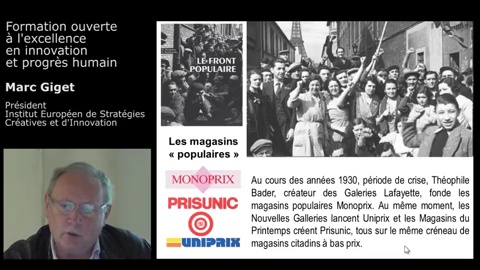 Formation ouverte
à l'excellence
en innovation
et progrès humain
Marc Giget
Président
Institut Européen de Stratégies
Créatives et d'Innovation
LE FRONT
POPULAIRE
Les magasins
« populaires »
MONOPRIX
PRISUNIC
UNIPRIX
Au cours des années 1930, période de crise, Théophile
Bader, créateur des Galeries Lafayette, fonde les
magasins populaires Monoprix. Au même moment, les
Nouvelles Galeries lancent Uniprix et les Magasins du
Printemps créent Prisunic, tous sur le même créneau de
magasins citadins à bas prix.